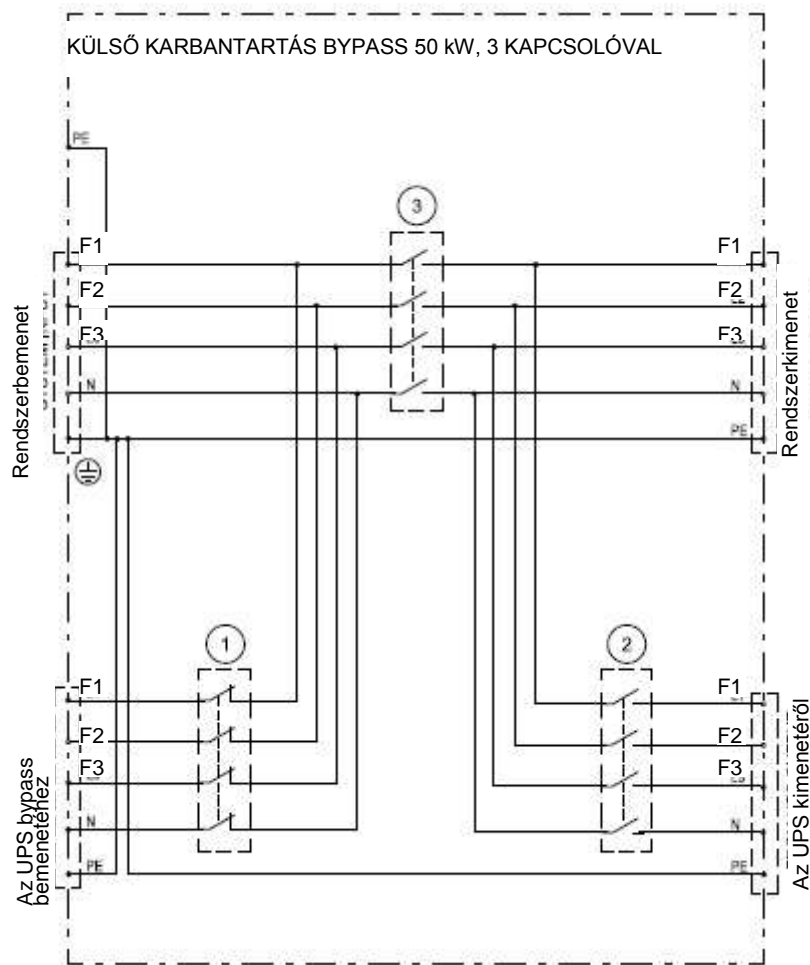 KÜLSŐ KARBANTARTÁS BYPASS 50 kW, 3 KAPCSOLÓVAL
PE
3
F1
F1
F2
F2
F3
F3
N
N
PE
Rendszerbemenet
Rendszerkimenet
1
2
F1
F1
F2
F2
F3
F3
N
N
PE
PE
Az UPS bypass
bemenetéhez
Az UPS kimenetéről